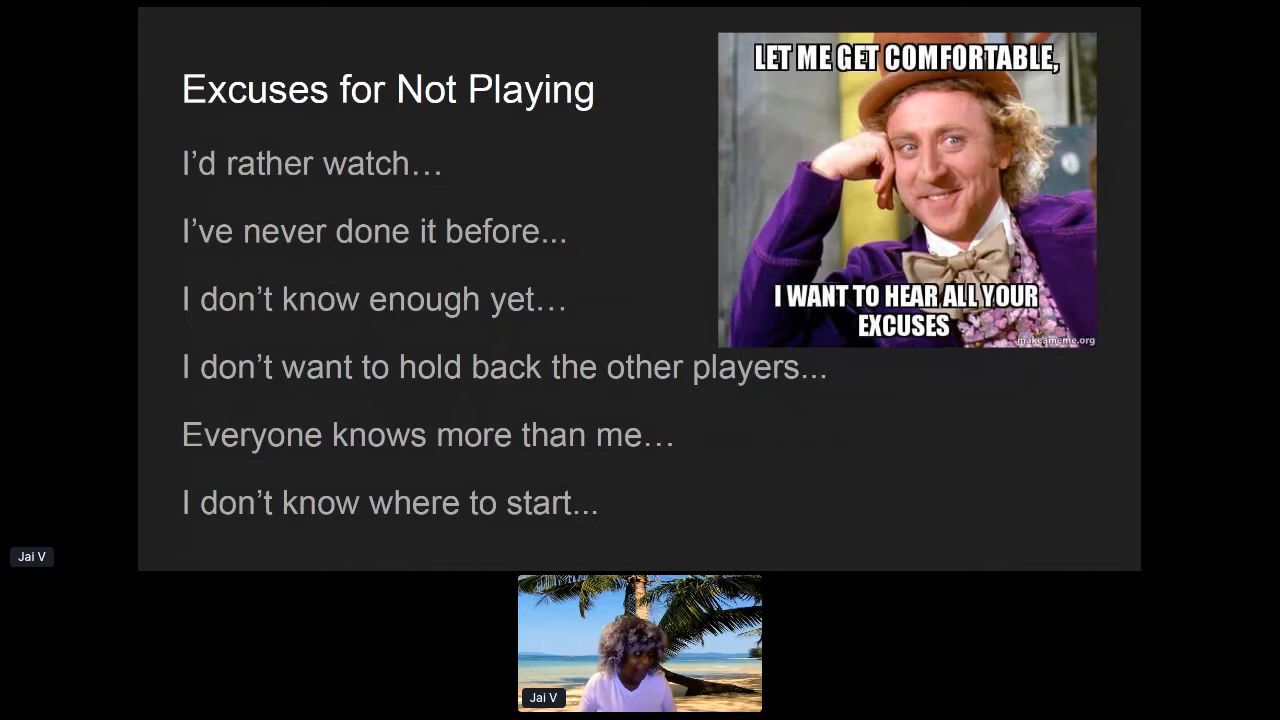 Excuses for Not Playing
I’d rather watch…
I’ve never done it before...
I don’t know enough yet…
I don’t want to hold back the other players...
Everyone knows more than me…
I don’t know where to start...
LET ME GET COMFORTABLE,
I WANT TO HEAR ALL YOUR
EXCUSES
makeameme.org
Jai V
Jai V